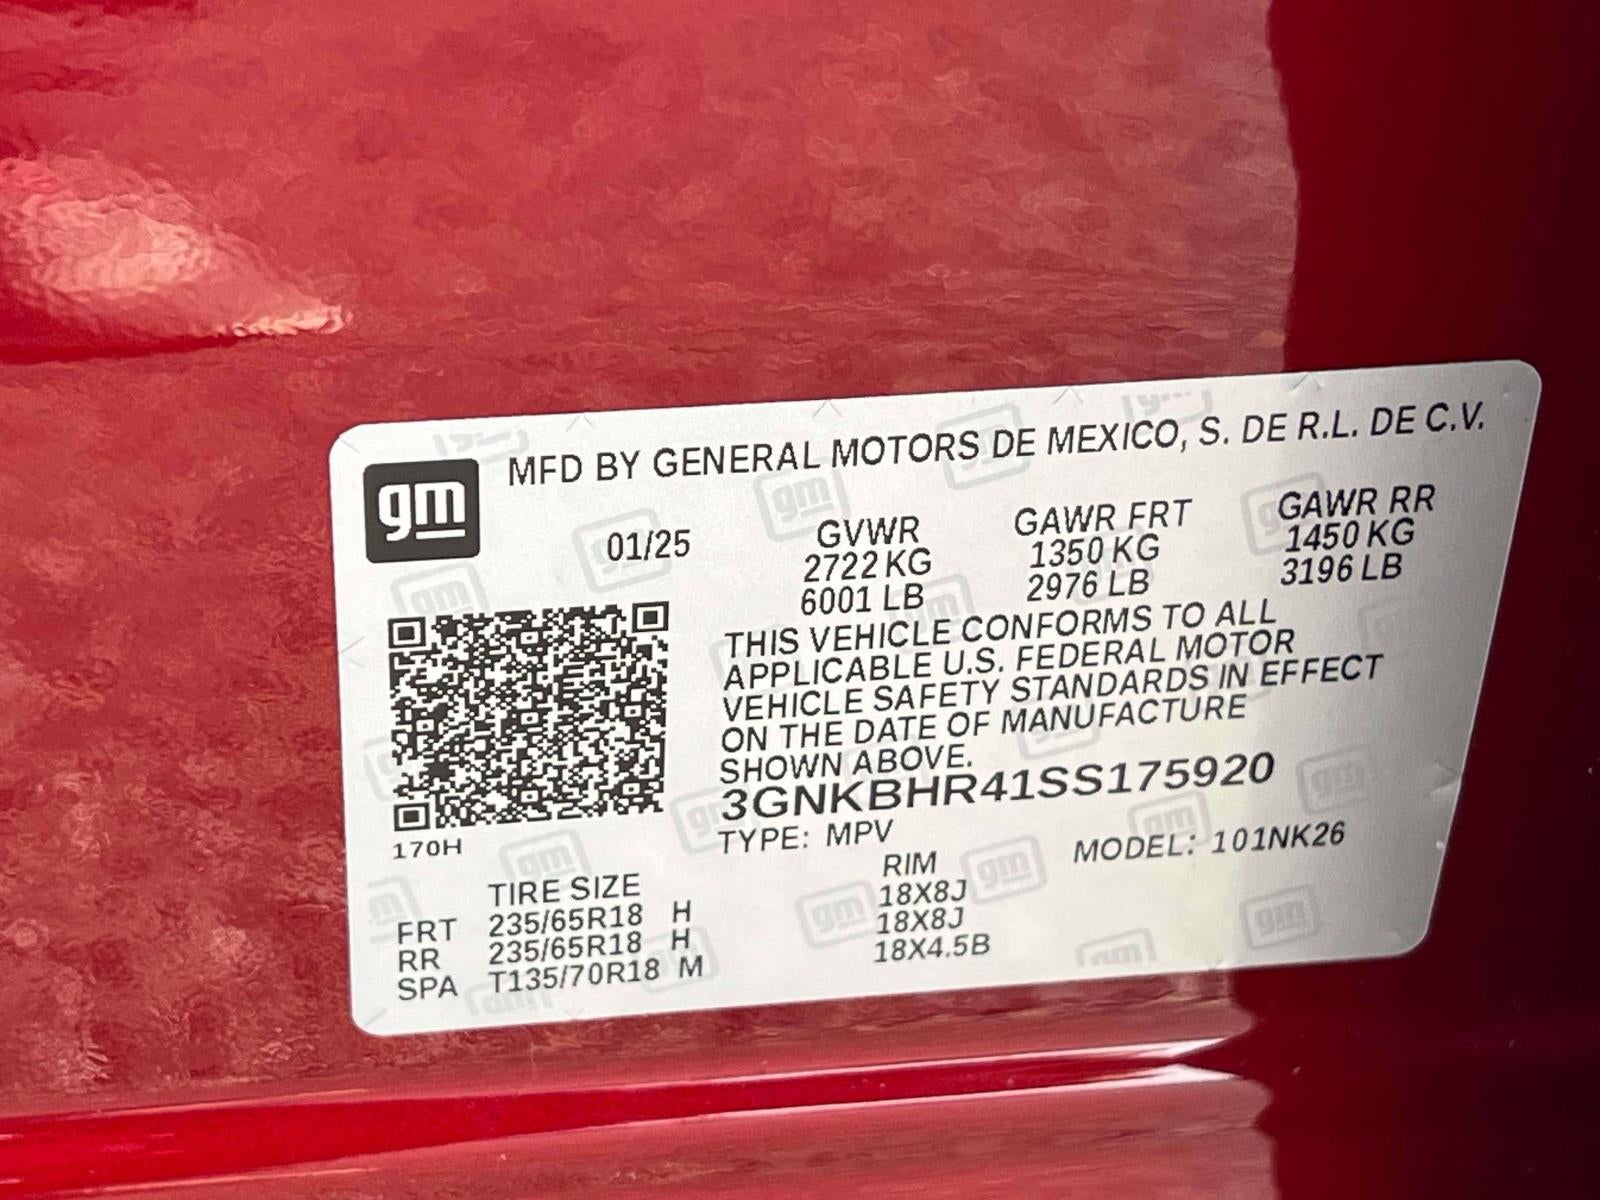 gm
MFD BY GENERAL MOTORS DE MEXICO, S. DE R.L. DE C.V.
01/25 GVWR GAWR FRT GAWR RR
2722 KG 1350 KG 1450 KG
6001 LB 2976 LB 3196 LB
THIS VEHICLE CONFORMS TO ALL
APPLICABLE U.S. FEDERAL MOTOR
VEHICLE SAFETY STANDARDS IN EFFECT
ON THE DATE OF MANUFACTURE
SHOWN ABOVE.
3GNKBHR41SS175920
170H
TYPE: MPV MODEL: 101NK26
TIRE SIZE RIM
FRT 235/65R18 H 18X8J
RR 235/65R18 H 18X8J
SPA T135/70R18 M 18X4.5B